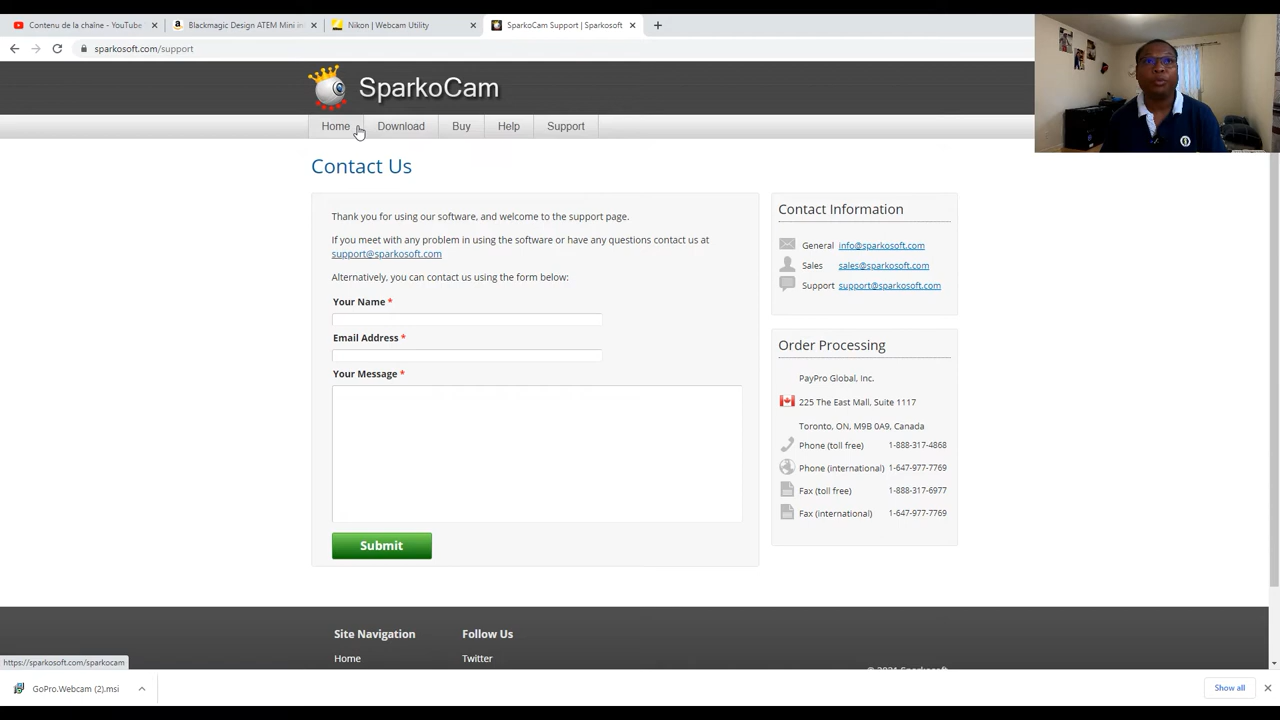 Contenu de la chaîne - YouTube
Blackmagic Design ATEM Mini in
Nikon | Webcam Utility
SparkoCam Support | Sparkosoft
sparkosoft.com/support
SparkoCam
Home
Download
Buy
Help
Support
Contact Us
Thank you for using our software, and welcome to the support page.
If you meet with any problem in using the software or have any questions contact us at
support@sparkosoft.com
Alternatively, you can contact us using the form below:
Your Name *
Email Address *
Your Message *
Submit
Contact Information
General info@sparkosoft.com
Sales sales@sparkosoft.com
Support support@sparkosoft.com
Order Processing
PayPro Global, Inc.
225 The East Mall, Suite 1117
Toronto, ON, M9B 0A9, Canada
Phone (toll free) 1-888-317-4868
Phone (international) 1-647-977-7769
Fax (toll free) 1-888-317-6977
Fax (international) 1-647-977-7769
Site Navigation
Follow Us
Home
Twitter
© 2021 Sparkosoft
https://sparkosoft.com/sparkocam
GoPro.Webcam (2).msi
Show all